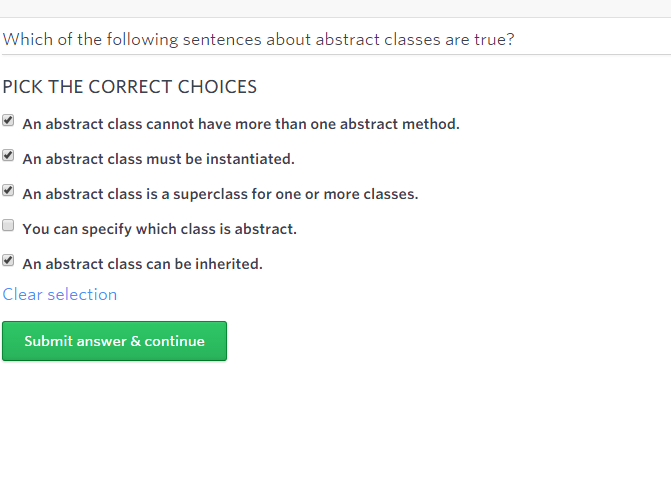 Which of the following sentences about abstract classes are true?
PICK THE CORRECT CHOICES
An abstract class cannot have more than one abstract method.
An abstract class must be instantiated.
An abstract class is a superclass for one or more classes.
You can specify which class is abstract.
An abstract class can be inherited.
Clear selection
Submit answer & continue